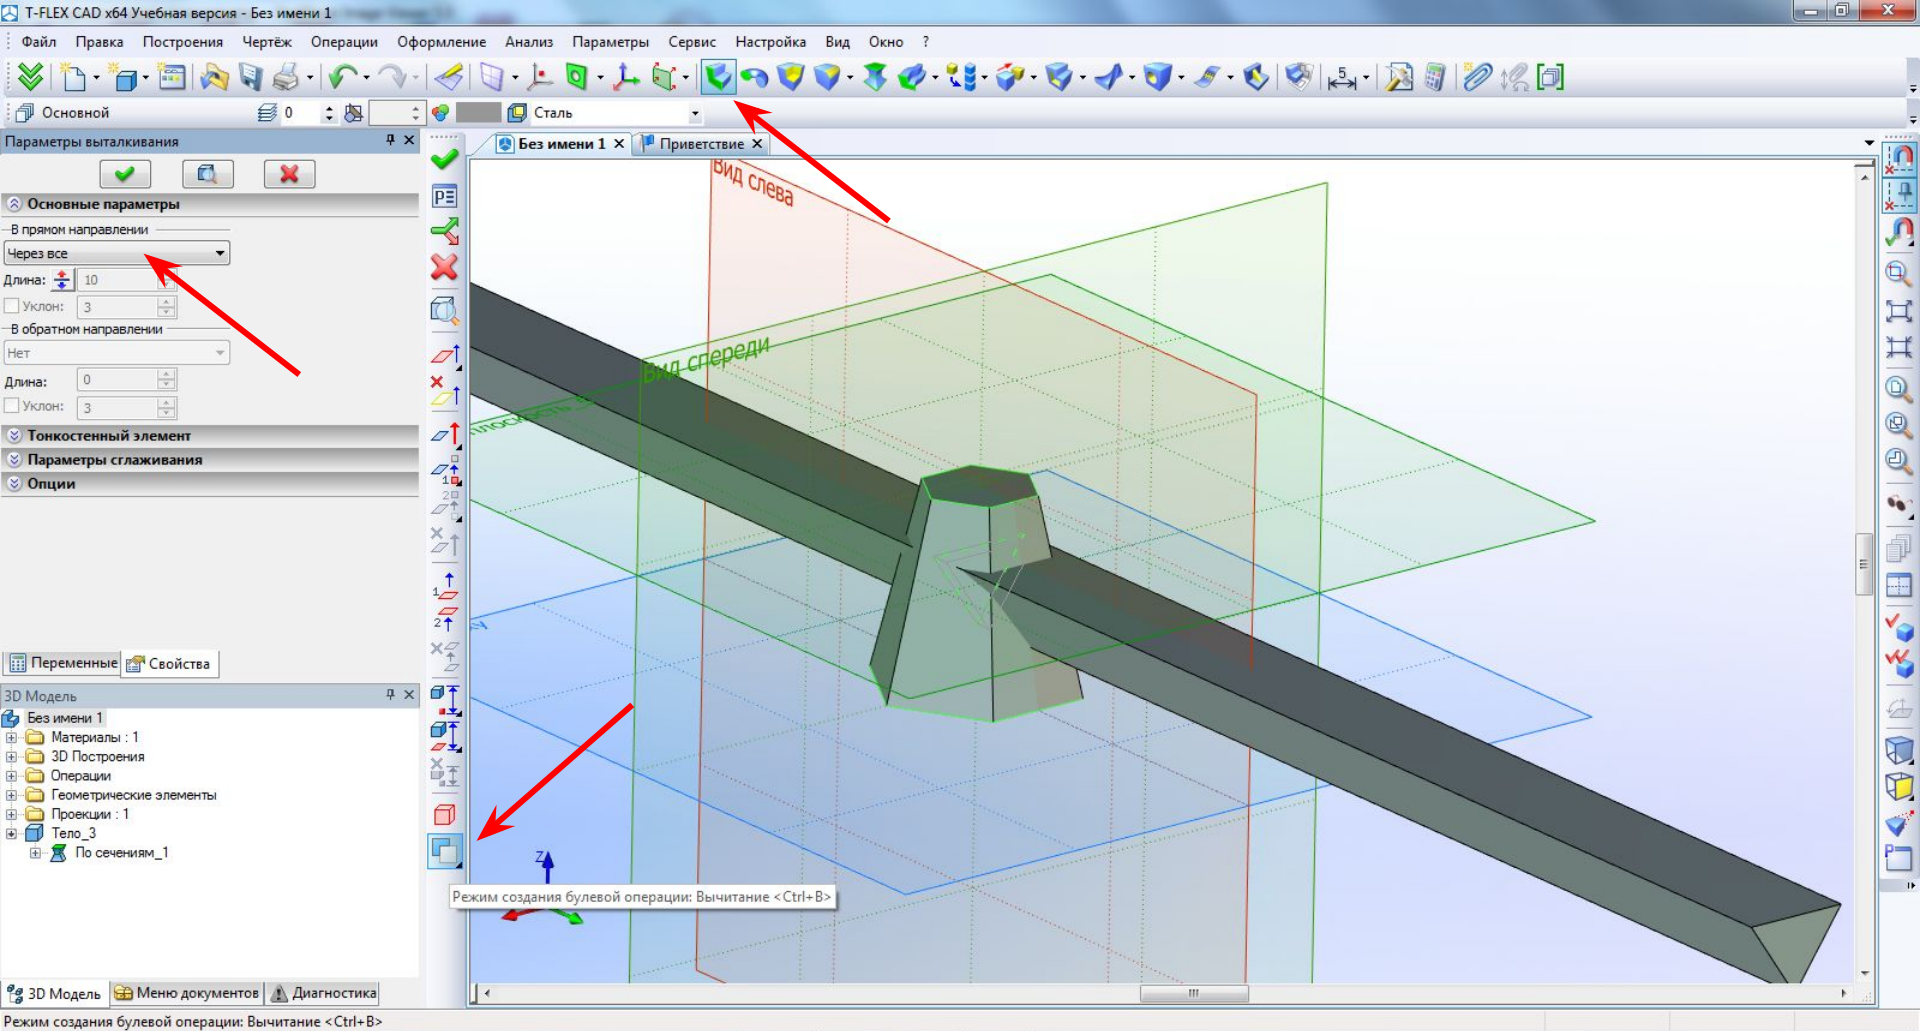 T-FLEX CAD x64 Учебная версия - Без имени 1
Файл Правка Построения Чертёж Операции Оформление Анализ Параметры Сервис Настройка Вид Окно ?
5
Основной 0 Сталь
Параметры выталкивания
Без имени 1 Приветствие
Основные параметры
В прямом направлении
Через все
Длина: 10
Уклон: 3
В обратном направлении
Нет
Длина: 0
Уклон: 3
Тонкостенный элемент
Параметры сглаживания
Опции
Переменные Свойства
3D Модель
Без имени 1
Материалы : 1
3D Построения
Операции
Геометрические элементы
Проекции : 1
Тело_3
По сечениям_1
3D Модель Меню документов Диагностика
Вид слева
Вид спереди
Z
Режим создания булевой операции: Вычитание <Ctrl+B>
Режим создания булевой операции: Вычитание <Ctrl+B>